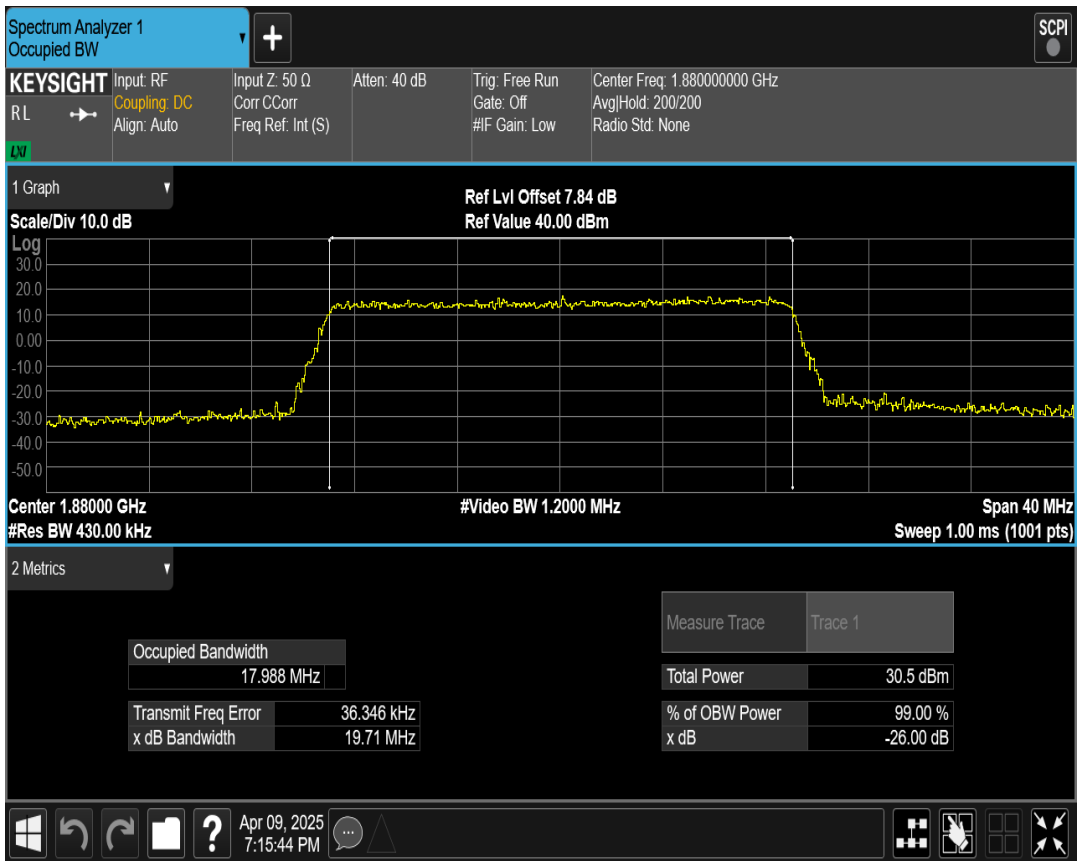 Spectrum Analyzer 1
Occupied BW
+
SCPI
KEYSIGHT
RL
LXI
Input: RF
Coupling: DC
Align: Auto
Input Z: 50 Ω
Corr CCorr
Freq Ref: Int (S)
Atten: 40 dB
Trig: Free Run
Gate: Off
#IF Gain: Low
Center Freq: 1.880000000 GHz
Avg|Hold: 200/200
Radio Std: None
1 Graph
Ref Lvl Offset 7.84 dB
Scale/Div 10.0 dB
Ref Value 40.00 dBm
Log
30.0
20.0
10.0
0.00
-10.0
-20.0
-30.0
-40.0
-50.0
Center 1.88000 GHz
#Video BW 1.2000 MHz
Span 40 MHz
#Res BW 430.00 kHz
Sweep 1.00 ms (1001 pts)
2 Metrics
Measure Trace Trace 1
Occupied Bandwidth
17.988 MHz
Total Power 30.5 dBm
Transmit Freq Error 36.346 kHz
% of OBW Power 99.00 %
x dB Bandwidth 19.71 MHz
x dB -26.00 dB
?
Apr 09, 2025
7:15:44 PM